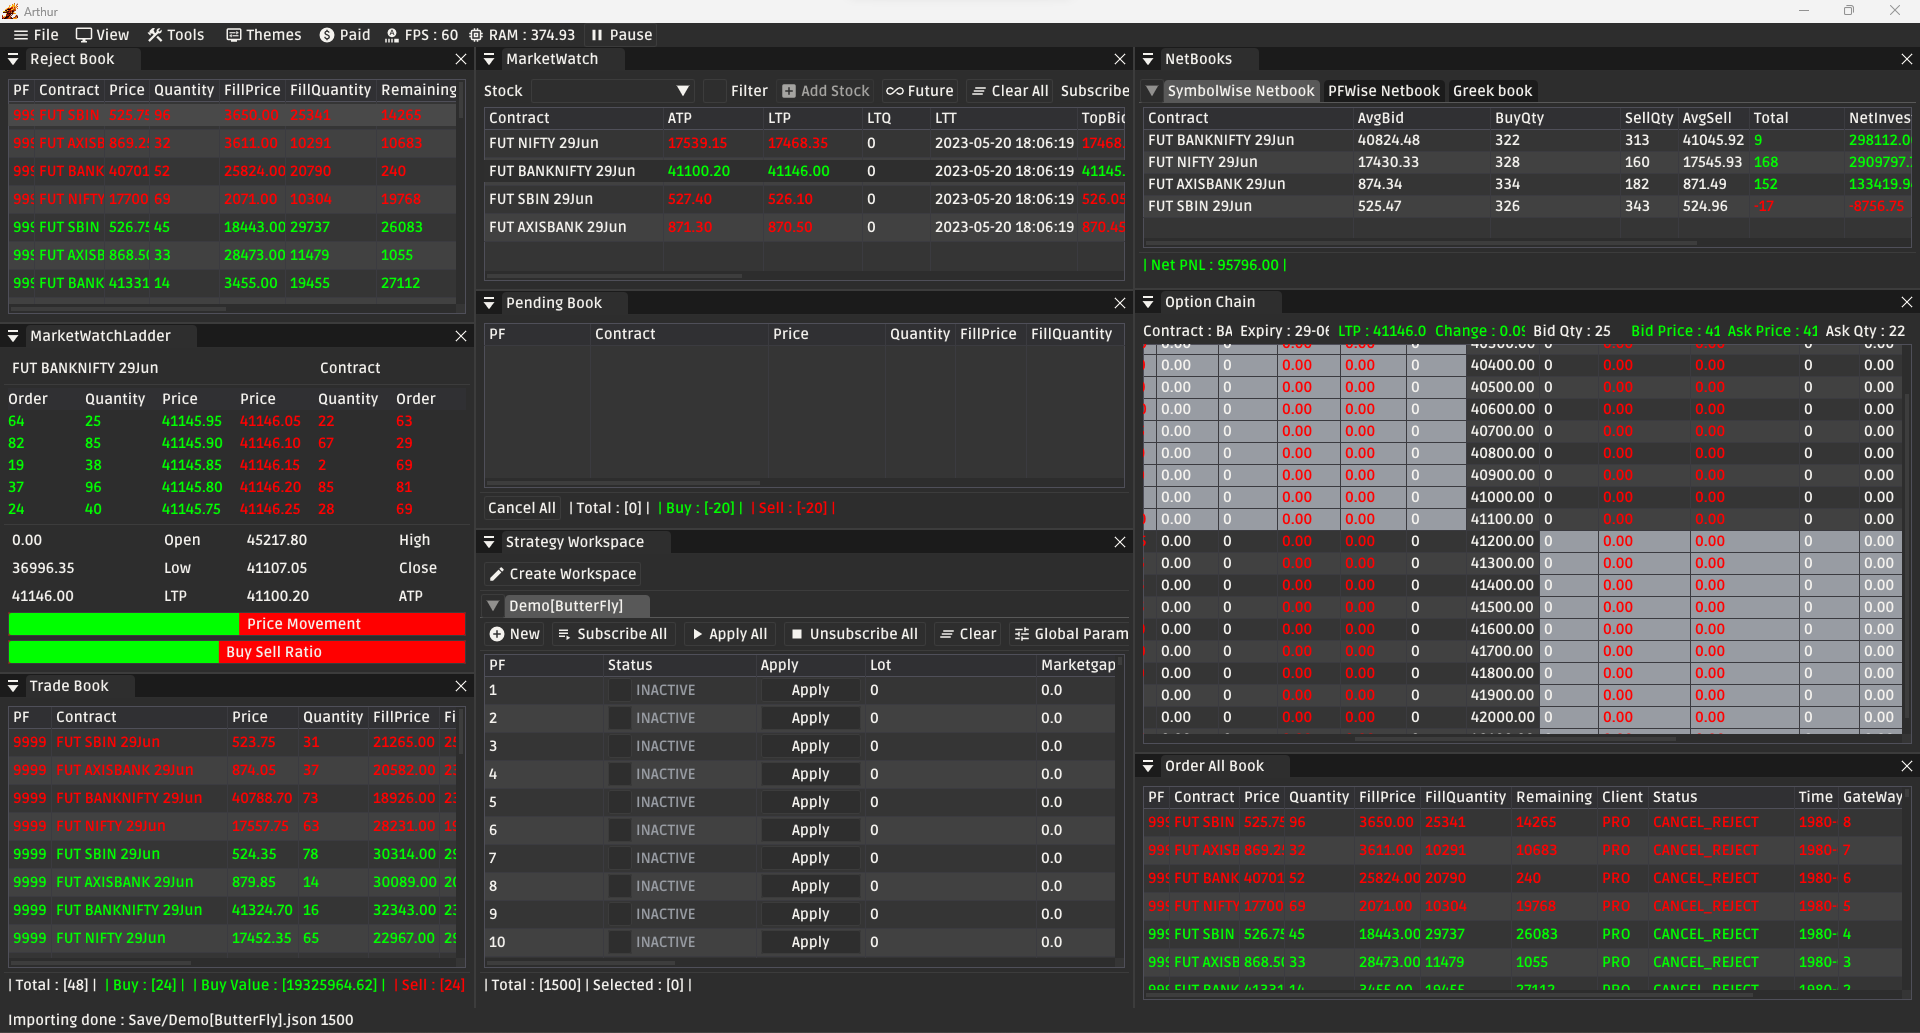 Arthur
File View Tools Themes Paid FPS : 60 RAM : 374.93 Pause
Reject Book
PF Contract Price Quantity FillPrice FillQuantity Remaining
999 FUT SBIN 525.75 96 3650.00 25341 14265
999 FUT AXISB 869.2 32 3611.00 10291 10683
999 FUT BANK 40701 52 25824.00 20790 240
999 FUT NIFTY 17700 69 2071.00 10304 19768
999 FUT SBIN 526.75 45 18443.00 29737 26083
999 FUT AXISB 868.50 33 28473.00 11479 1055
999 FUT BANK 41331 14 3455.00 19455 27112
MarketWatchLadder
FUT BANKNIFTY 29Jun Contract
Order Quantity Price Price Quantity Order
64 25 41145.95 41146.05 22 63
82 85 41145.90 41146.10 67 29
19 38 41145.85 41146.15 2 69
37 96 41145.80 41146.20 85 81
24 40 41145.75 41146.25 28 69
0.00 Open 45217.80 High
36996.35 Low 41107.05 Close
41146.00 LTP 41100.20 ATP
Price Movement
Buy Sell Ratio
Trade Book
PF Contract Price Quantity FillPrice Fi
9999 FUT SBIN 29Jun 523.75 31 21265.00 25
9999 FUT AXISBANK 29Jun 874.05 37 20582.00 23
9999 FUT BANKNIFTY 29Jun 40788.70 73 18926.00 23
9999 FUT NIFTY 29Jun 17557.75 63 28231.00 19
9999 FUT SBIN 29Jun 524.35 78 30314.00 29
9999 FUT AXISBANK 29Jun 879.85 14 30089.00 20
9999 FUT BANKNIFTY 29Jun 41324.70 16 32343.00 23
9999 FUT NIFTY 29Jun 17452.35 65 22967.00 29
| Total : [48] | | Buy : [24] | | Buy Value : [19325964.62] | | Sell : [24]
Importing done : Save/Demo[ButterFly].json 1500
MarketWatch
Stock Filter Add Stock Future Clear All Subscribe
Contract ATP LTP LTQ LTT TopBid
FUT NIFTY 29Jun 17539.15 17468.35 0 2023-05-20 18:06:19 17468.
FUT BANKNIFTY 29Jun 41100.20 41146.00 0 2023-05-20 18:06:19 41145.
FUT SBIN 29Jun 527.40 526.10 0 2023-05-20 18:06:19 526.05
FUT AXISBANK 29Jun 871.30 870.50 0 2023-05-20 18:06:19 870.45
Pending Book
PF Contract Price Quantity FillPrice FillQuantity
Cancel All | Total : [0] | | Buy : [-20] | | Sell : [-20] |
Strategy Workspace
Create Workspace
Demo[ButterFly]
New Subscribe All Apply All Unsubscribe All Clear Global Param
PF Status Apply Lot Marketgap
1 INACTIVE Apply 0 0.0
2 INACTIVE Apply 0 0.0
3 INACTIVE Apply 0 0.0
4 INACTIVE Apply 0 0.0
5 INACTIVE Apply 0 0.0
6 INACTIVE Apply 0 0.0
7 INACTIVE Apply 0 0.0
8 INACTIVE Apply 0 0.0
9 INACTIVE Apply 0 0.0
10 INACTIVE Apply 0 0.0
| Total : [1500] | Selected : [0] |
NetBooks
SymbolWise Netbook PFWise Netbook Greek book
Contract AvgBid BuyQty SellQty AvgSell Total NetInves
FUT BANKNIFTY 29Jun 40824.48 322 313 41045.92 9 298112.0
FUT NIFTY 29Jun 17430.33 328 160 17545.93 168 2909797.
FUT AXISBANK 29Jun 874.34 334 182 871.49 152 133419.9
FUT SBIN 29Jun 525.47 326 343 524.96 -17 -8756.75
| Net PNL : 95796.00 |
Option Chain
Contract : BA Expiry : 29-06 LTP : 41146.0 Change : 0.09 Bid Qty : 25 Bid Price : 41 Ask Price : 41 Ask Qty : 22
0.00 0 0.00 0.00 0 40300.00 0 0.00 0.00 0 0.00
0.00 0 0.00 0.00 0 40400.00 0 0.00 0.00 0 0.00
0.00 0 0.00 0.00 0 40500.00 0 0.00 0.00 0 0.00
0.00 0 0.00 0.00 0 40600.00 0 0.00 0.00 0 0.00
0.00 0 0.00 0.00 0 40700.00 0 0.00 0.00 0 0.00
0.00 0 0.00 0.00 0 40800.00 0 0.00 0.00 0 0.00
0.00 0 0.00 0.00 0 40900.00 0 0.00 0.00 0 0.00
0.00 0 0.00 0.00 0 41000.00 0 0.00 0.00 0 0.00
0.00 0 0.00 0.00 0 41100.00 0 0.00 0.00 0 0.00
0.00 0 0.00 0.00 0 41200.00 0 0.00 0.00 0 0.00
0.00 0 0.00 0.00 0 41300.00 0 0.00 0.00 0 0.00
0.00 0 0.00 0.00 0 41400.00 0 0.00 0.00 0 0.00
0.00 0 0.00 0.00 0 41500.00 0 0.00 0.00 0 0.00
0.00 0 0.00 0.00 0 41600.00 0 0.00 0.00 0 0.00
0.00 0 0.00 0.00 0 41700.00 0 0.00 0.00 0 0.00
0.00 0 0.00 0.00 0 41800.00 0 0.00 0.00 0 0.00
0.00 0 0.00 0.00 0 41900.00 0 0.00 0.00 0 0.00
0.00 0 0.00 0.00 0 42000.00 0 0.00 0.00 0 0.00
Order All Book
PF Contract Price Quantity FillPrice FillQuantity Remaining Client Status Time GateWay
999 FUT SBIN 525.75 96 3650.00 25341 14265 PRO CANCEL_REJECT 1980- 8
999 FUT AXISB 869.2 32 3611.00 10291 10683 PRO CANCEL_REJECT 1980- 7
999 FUT BANK 40701 52 25824.00 20790 240 PRO CANCEL_REJECT 1980- 6
999 FUT NIFTY 17700 69 2071.00 10304 19768 PRO CANCEL_REJECT 1980- 5
999 FUT SBIN 526.75 45 18443.00 29737 26083 PRO CANCEL_REJECT 1980- 4
999 FUT AXISB 868.50 33 28473.00 11479 1055 PRO CANCEL_REJECT 1980- 3
999 FUT BANK 41331 14 3455.00 19455 27112 PRO CANCEL_REJECT 1980- 2